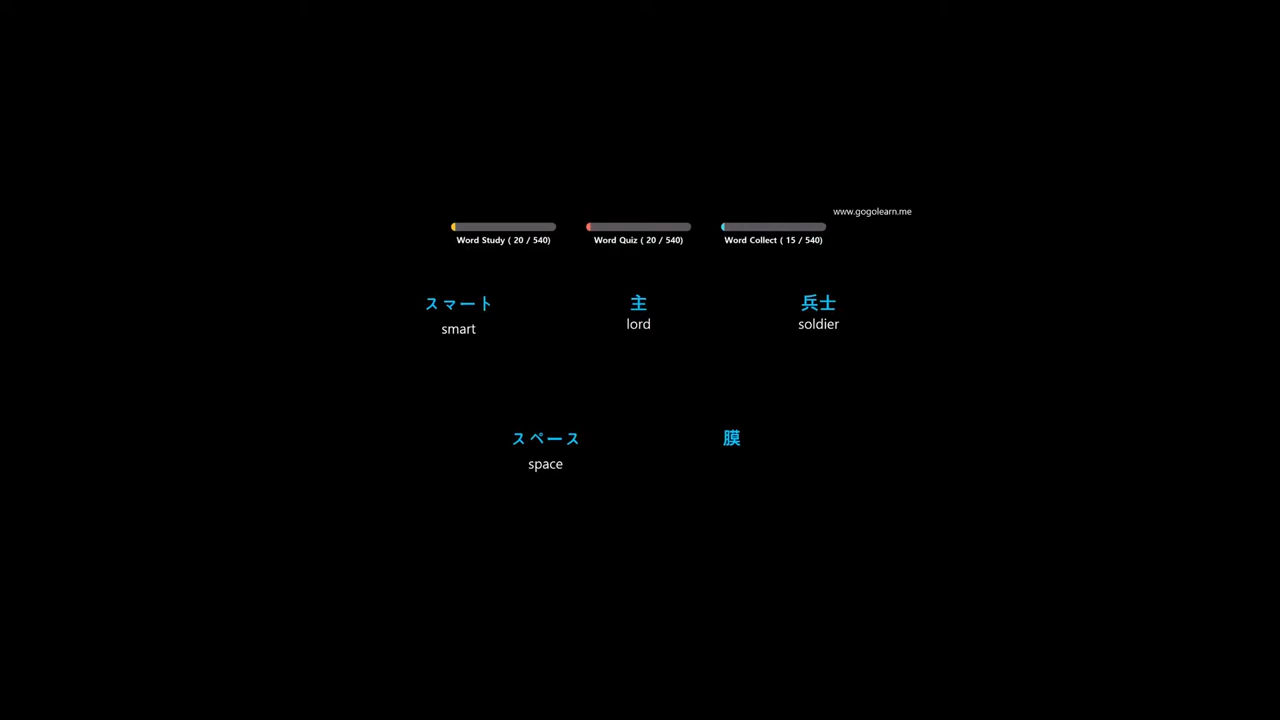 www.gogolearn.me
Word Study ( 20 / 540)
Word Quiz ( 20 / 540)
Word Collect ( 15 / 540)
スマート
smart
主
lord
兵士
soldier
スペース
space
膜